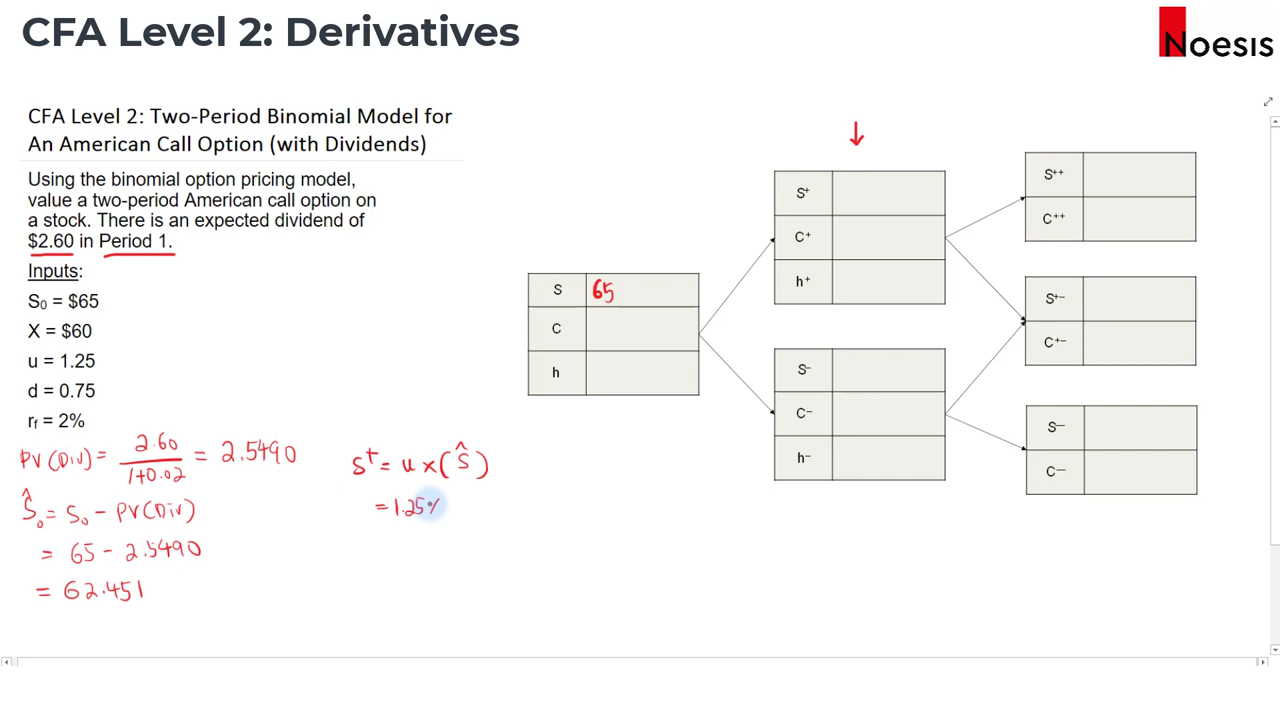 CFA Level 2: Derivatives
Noesis
CFA Level 2: Two-Period Binomial Model for
An American Call Option (with Dividends)
Using the binomial option pricing model,
value a two-period American call option on
a stock. There is an expected dividend of
$2.60 in Period 1.
Inputs:
S₀ = $65
X = $60
u = 1.25
d = 0.75
rf = 2%
PV(Div) = 2.60 / 1+0.02 = 2.5490
Ŝ₀ = S₀ - PV(Div)
= 65 - 2.5490
= 62.451
S⁺ = u × (Ŝ)
= 1.25×
S 65
C
h
S⁺
C⁺
h⁺
S⁻
C⁻
h⁻
S⁺⁺
C⁺⁺
S⁺⁻
C⁺⁻
S⁻⁻
C⁻⁻